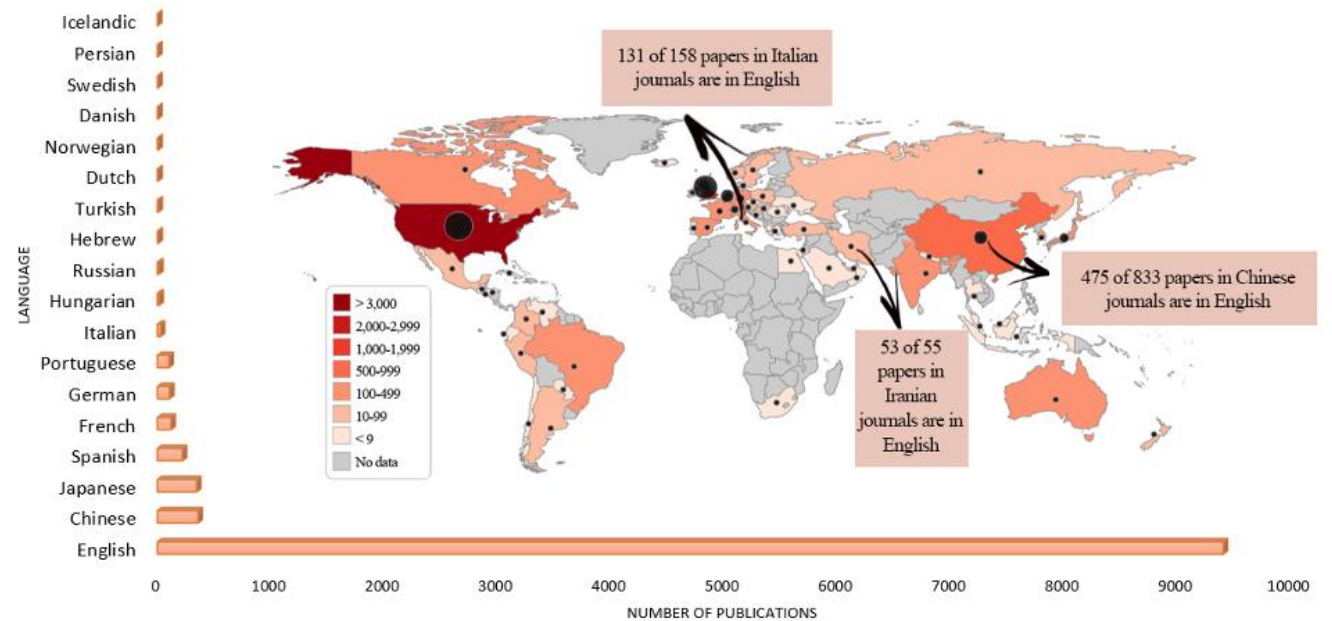 Icelandic
Persian
Swedish
Danish
Norwegian
Dutch
Turkish
Hebrew
Russian
Hungarian
Italian
Portuguese
German
French
Spanish
Japanese
Chinese
English
LANGUAGE
131 of 158 papers in Italian
journals are in English
475 of 833 papers in Chinese
journals are in English
53 of 55
papers in
Iranian
journals are in
English
> 3,000
2,000-2,999
1,000-1,999
500-999
100-499
10-99
< 9
No data
0 1000 2000 3000 4000 5000 6000 7000 8000 9000 10000
NUMBER OF PUBLICATIONS